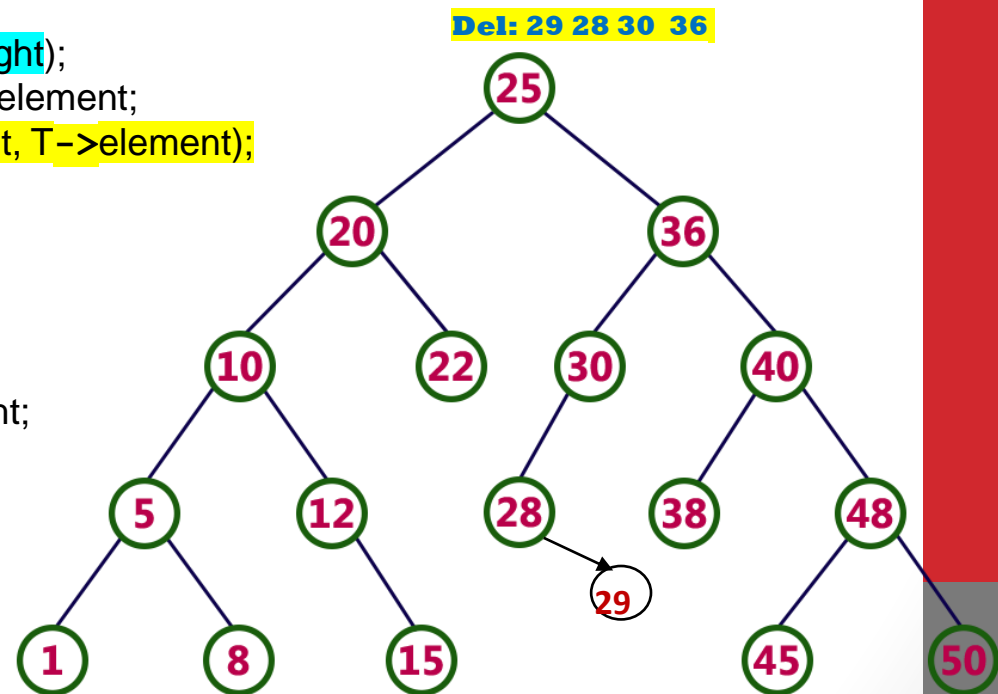 Del: 29 28 30 36
ght);
element;
t, T->element);
nt;
25
20 36
10 22 30 40
5 12 28 38 48
29
1 8 15 45 50